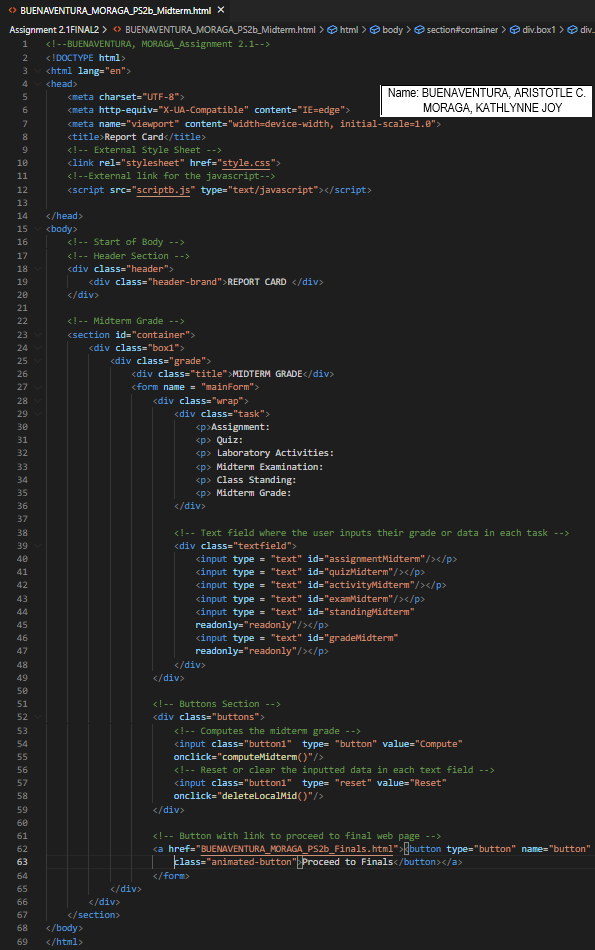 BUENAVENTURA_MORAGA_PS2b_Midterm.html ×
Assignment 2.1FINAL2 > BUENAVENTURA_MORAGA_PS2b_Midterm.html > html > body > section#container > div.box1 > div.
Name: BUENAVENTURA, ARISTOTLE C.
MORAGA, KATHLYNNE JOY
1 <!--BUENAVENTURA, MORAGA_Assignment 2.1-->
2 <!DOCTYPE html>
3 <html lang="en">
4 <head>
5 <meta charset="UTF-8">
6 <meta http-equiv="X-UA-Compatible" content="IE=edge">
7 <meta name="viewport" content="width=device-width, initial-scale=1.0">
8 <title>Report Card</title>
9 <!-- External Style Sheet -->
10 <link rel="stylesheet" href="style.css">
11 <!--External link for the javascript-->
12 <script src="scriptb.js" type="text/javascript"></script>
13
14 </head>
15 <body>
16 <!-- Start of Body -->
17 <!-- Header Section -->
18 <div class="header">
19 <div class="header-brand">REPORT CARD </div>
20 </div>
21
22 <!-- Midterm Grade -->
23 <section id="container">
24 <div class="box1">
25 <div class="grade">
26 <div class="title">MIDTERM GRADE</div>
27 <form name = "mainForm">
28 <div class="wrap">
29 <div class="task">
30 <p>Assignment:
31 <p> Quiz:
32 <p> Laboratory Activities:
33 <p> Midterm Examination:
34 <p> Class Standing:
35 <p> Midterm Grade:
36 </div>
37
38 <!-- Text field where the user inputs their grade or data in each task -->
39 <div class="textfield">
40 <input type = "text" id="assignmentMidterm"/></p>
41 <input type = "text" id="quizMidterm"/></p>
42 <input type = "text" id="activityMidterm"/></p>
43 <input type = "text" id="examMidterm"/></p>
44 <input type = "text" id="standingMidterm"
45 readonly="readonly"/></p>
46 <input type = "text" id="gradeMidterm"
47 readonly="readonly"/></p>
48 </div>
49 </div>
50
51 <!-- Buttons Section -->
52 <div class="buttons">
53 <!-- Computes the midterm grade -->
54 <input class="button1" type= "button" value="Compute"
55 onclick="computeMidterm()"/>
56 <!-- Reset or clear the inputted data in each text field -->
57 <input class="button1" type= "reset" value="Reset"
58 onclick="deleteLocalMid()"/>
59 </div>
60
61 <!-- Button with link to proceed to final web page -->
62 <a href="BUENAVENTURA_MORAGA_PS2b_Finals.html"><button type="button" name="button"
63 class="animated-button">Proceed to Finals</button></a>
64 </form>
65 </div>
66 </div>
67 </section>
68 </body>
69 </html>